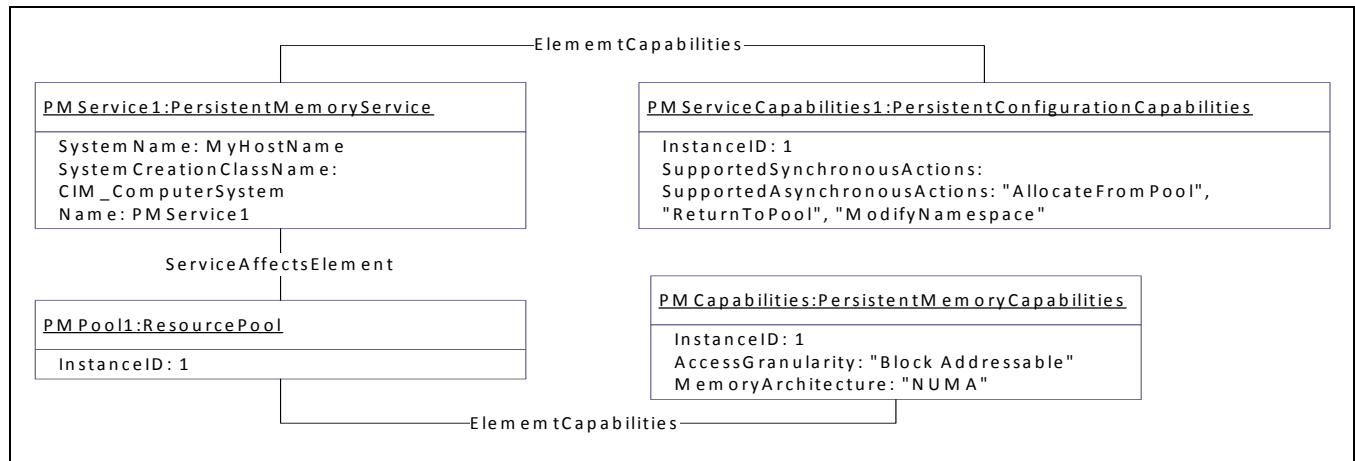 ElememtCapabilities
PMService1:PersistentMemoryService
SystemName: MyHostName
SystemCreationClassName:
CIM_ComputerSystem
Name: PMService1
PMServiceCapabilities1:PersistentConfigurationCapabilities
InstanceID: 1
SupportedSynchronousActions:
SupportedAsynchronousActions: "AllocateFromPool",
"ReturnToPool", "ModifyNamespace"
ServiceAffectsElement
PMPool1:ResourcePool
InstanceID: 1
PMCapabilities:PersistentMemoryCapabilities
InstanceID: 1
AccessGranularity: "Block Addressable"
MemoryArchitecture: "NUMA"
ElememtCapabilities